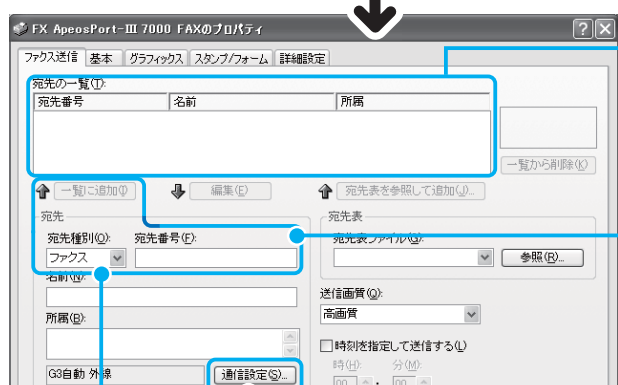 FX ApeosPort-III 7000 FAXのプロパティ
ファクス送信 基本 グラフィックス スタンプ/フォーム 詳細設定
宛先の一覧(T):
宛先番号 名前 所属
一覧から削除(K)
一覧に追加(I) 編集(E) 宛先表を参照して追加(J)...
宛先 宛先表
宛先種別(O): 宛先番号(F): 宛先表ファイル(G):
ファクス 参照(R)...
名前(N):
送信画質(Q):
所属(B): 高画質
時刻を指定して送信する(L)
時(H): 分(M):
G3自動 外線 通信設定(S)... 00 : 00